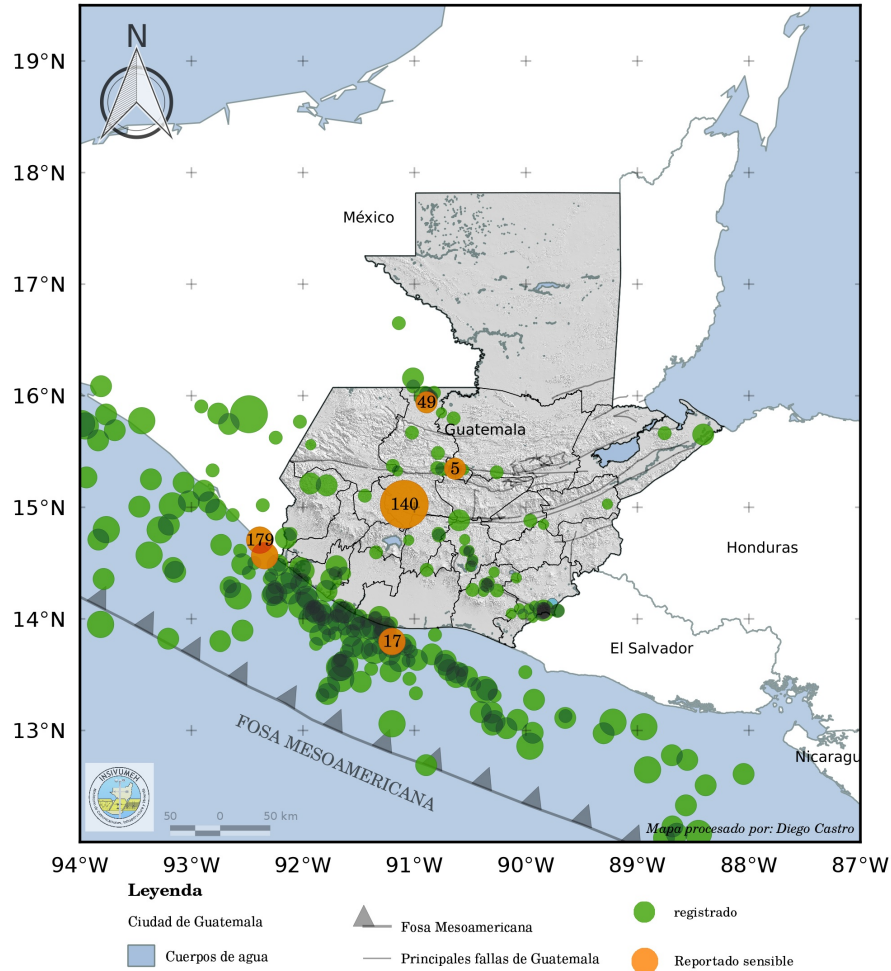 N
19°N
18°N
México
17°N
16°N
49
Guatemala
5
15°N
140
179
Honduras
14°N
17
El Salvador
13°N
FOSA MESOAMERICANA
Nicaragu
INSIVUMEH
50 0 50 km
Mapa procesado por: Diego Castro
94°W 93°W 92°W 91°W 90°W 89°W 88°W 87°W
Leyenda
Ciudad de Guatemala
Fosa Mesoamericana
registrado
Cuerpos de agua
Principales fallas de Guatemala
Reportado sensible